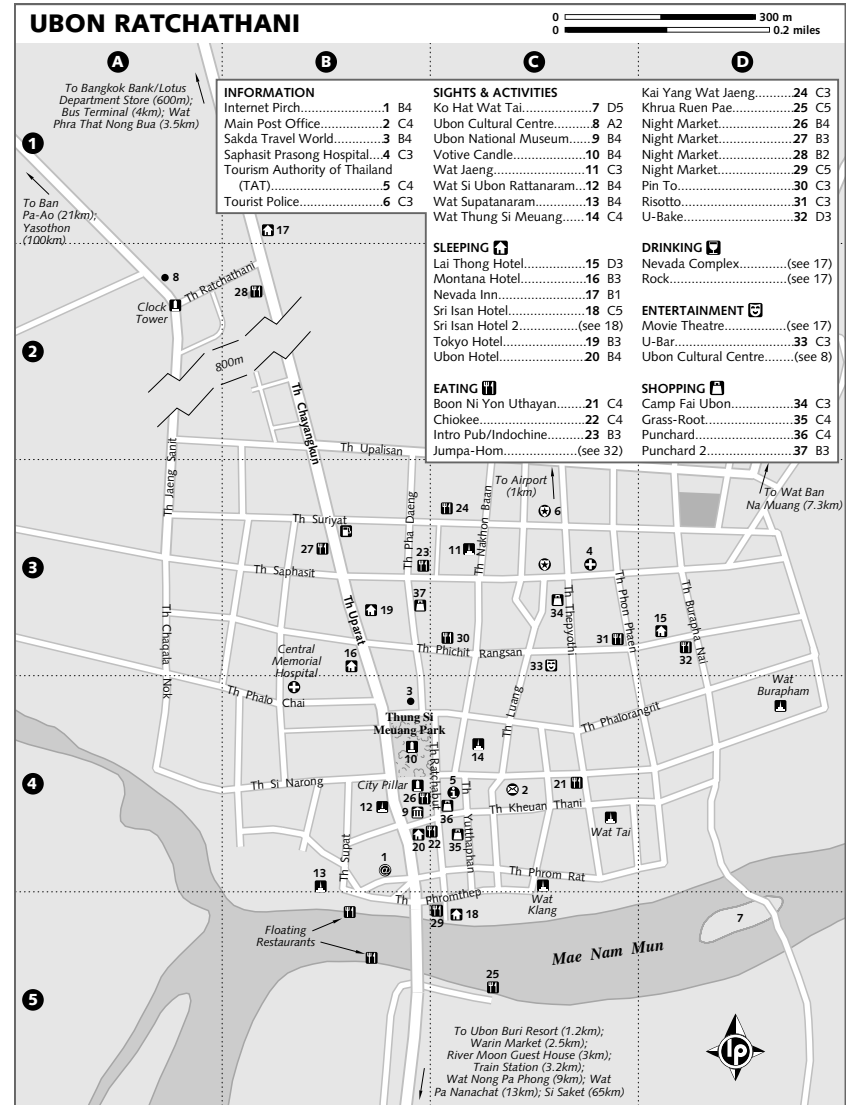 UBON RATCHATHANI
0 300 m
0 0.2 miles
A
B
C
D
To Bangkok Bank/Lotus
Department Store (600m);
Bus Terminal (4km); Wat
Phra That Nong Bua (3.5km)
1
To Ban
Pa-Ao (21km);
Yasothon
(100km)
INFORMATION
Internet Pirch....................1 B4
Main Post Office................2 C4
Sakda Travel World............3 B4
Saphasit Prasong Hospital....4 C3
Tourism Authority of Thailand
(TAT)............................5 C4
Tourist Police....................6 C3
SIGHTS & ACTIVITIES
Ko Hat Wat Tai..................7 D5
Ubon Cultural Centre..........8 A2
Ubon National Museum......9 B4
Votive Candle..................10 B4
Wat Jaeng......................11 C3
Wat Si Ubon Rattanaram...12 B4
Wat Supatanaram............13 B4
Wat Thung Si Meuang......14 C4
SLEEPING
Lai Thong Hotel................15 D3
Montana Hotel................16 B3
Nevada Inn.....................17 B1
Sri Isan Hotel..................18 C5
Sri Isan Hotel 2...............(see 18)
Tokyo Hotel....................19 B3
Ubon Hotel.....................20 B4
EATING
Boon Ni Yon Uthayan.......21 C4
Chiokee..........................22 C4
Intro Pub/Indochine.........23 B3
Jumpa-Hom....................(see 32)
Kai Yang Wat Jaeng..........24 C3
Khrua Ruen Pae...............25 C5
Night Market...................26 B4
Night Market...................27 B3
Night Market...................28 B2
Night Market...................29 C5
Pin To.............................30 C3
Risotto............................31 C3
U-Bake...........................32 D3
DRINKING
Nevada Complex.............(see 17)
Rock..............................(see 17)
ENTERTAINMENT
Movie Theatre.................(see 17)
U-Bar.............................33 C3
Ubon Cultural Centre........(see 8)
SHOPPING
Camp Fai Ubon...............34 C3
Grass-Root.....................35 C4
Punchard........................36 C4
Punchard 2.....................37 B3
17
8
Th Ratchathani
28
Clock
Tower
2
800m
Th Chayangkun
Th Upalisan
Th Jaeng Sanit
To Airport
(1km)
To Wat Ban
Na Muang (7.3km)
24
6
Th Suriyat
Th Pha Daeng
Th Nakhon Baan
27
23
11
4
3
Th Saphasit
37
34
Th Thepyothi
Th Phon Phaen
Th Burapha Nai
Th Uparat
19
15
Th Chaqala Nok
30
31
32
Central
Memorial
Hospital
16
Th Phichit Rangsan
33
Wat
Burapham
Th Phalo Chai
3
Th Luang
Th Phalorangrit
Thung Si
Meuang Park
10
14
Th Ratchabut
4
Th Si Narong
City Pillar
5
2
21
26
12
9
36
Th Kheuan Thani
Th Yutthaphan
20
22
35
Wat Tai
Th Supat
1
@
13
Th Phrom Rat
Th Phromthep
Wat
Klang
29
18
7
Floating
Restaurants
Mae Nam Mun
25
5
To Ubon Buri Resort (1.2km);
Warin Market (2.5km);
River Moon Guest House (3km);
Train Station (3.2km);
Wat Nong Pa Phong (9km); Wat
Pa Nanachat (13km); Si Saket (65km)
lp